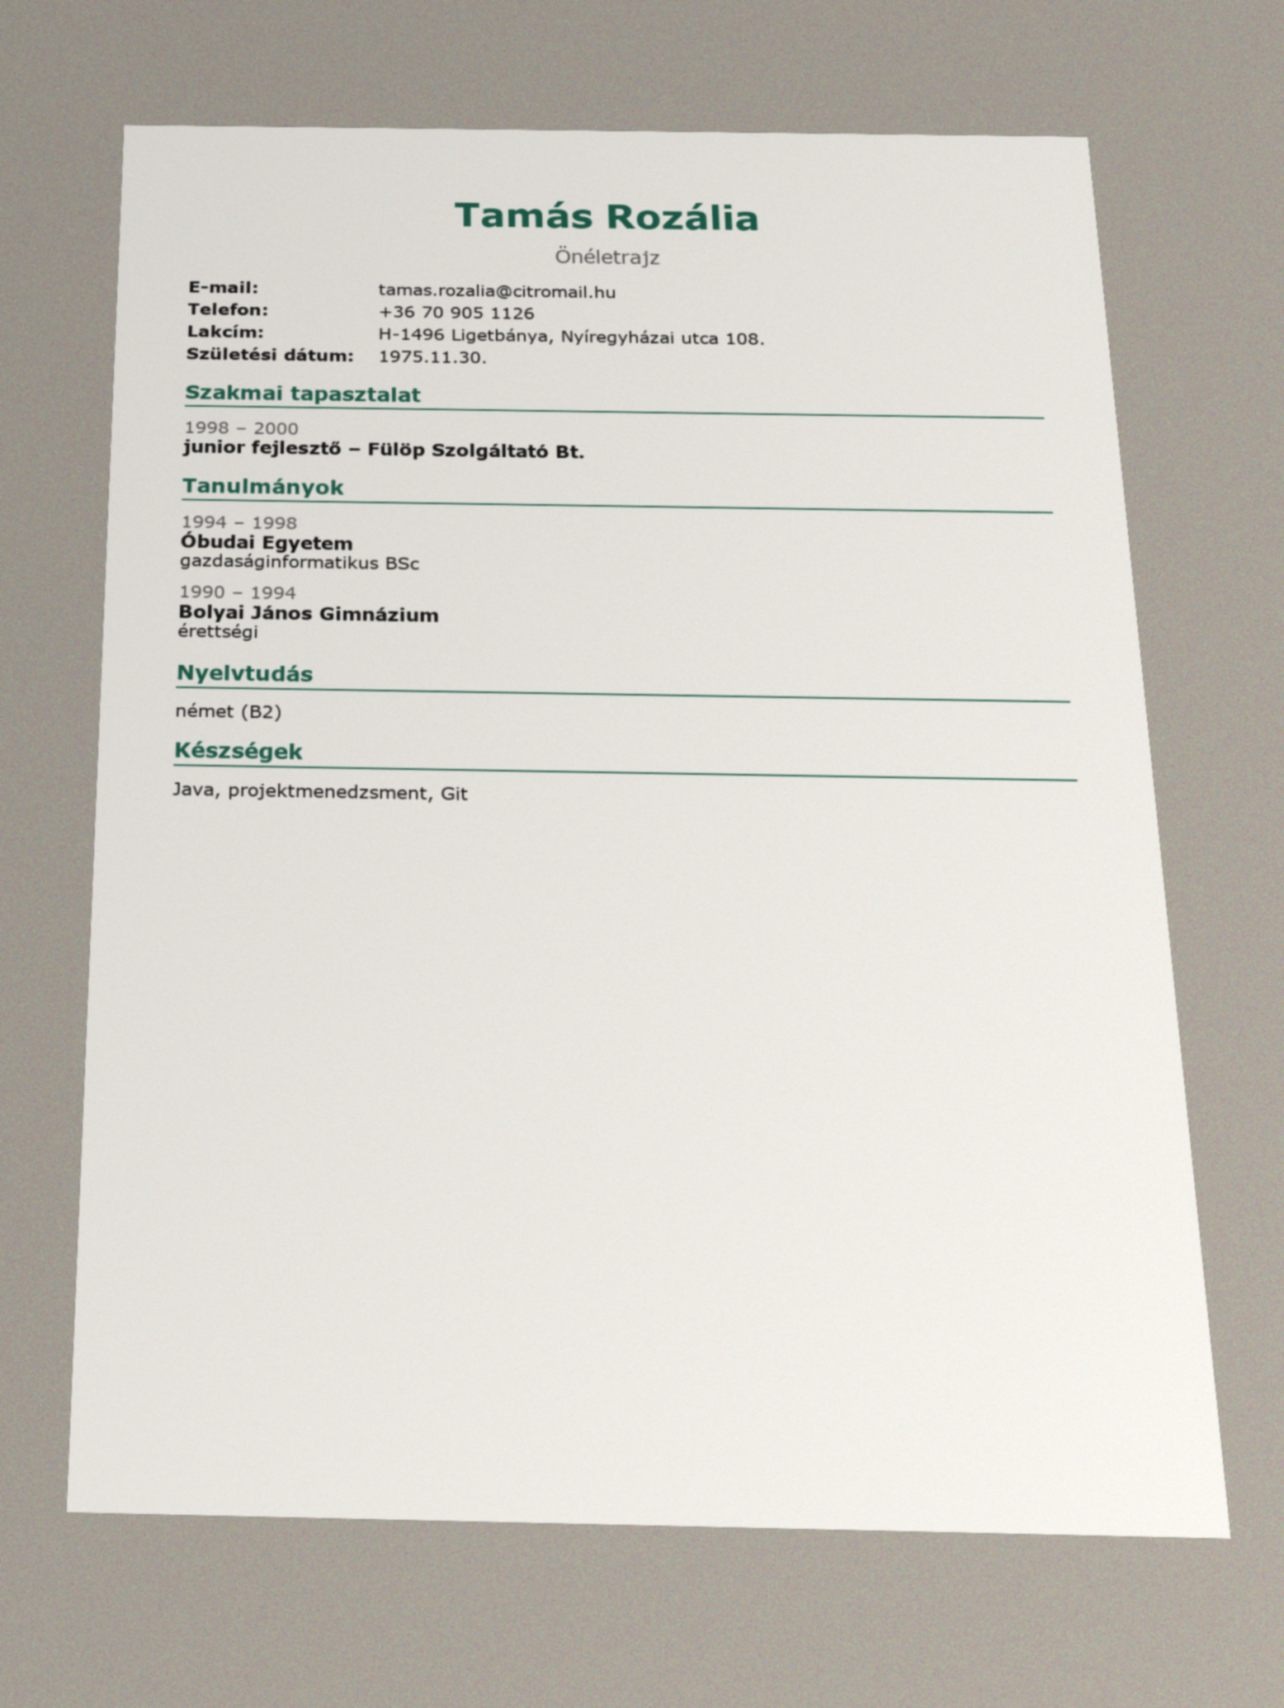 Tamás Rozália
Önéletrajz
E-mail: tamas.rozalia@citromail.hu
Telefon: +36 70 905 1126
Lakcím: H-1496 Ligetbánya, Nyíregyházai utca 108.
Születési dátum: 1975.11.30.
Szakmai tapasztalat
1998 – 2000
junior fejlesztő – Fülöp Szolgáltató Bt.
Tanulmányok
1994 – 1998
Óbudai Egyetem
gazdaságinformatikus BSc
1990 – 1994
Bolyai János Gimnázium
érettségi
Nyelvtudás
német (B2)
Készségek
Java, projektmenedzsment, Git